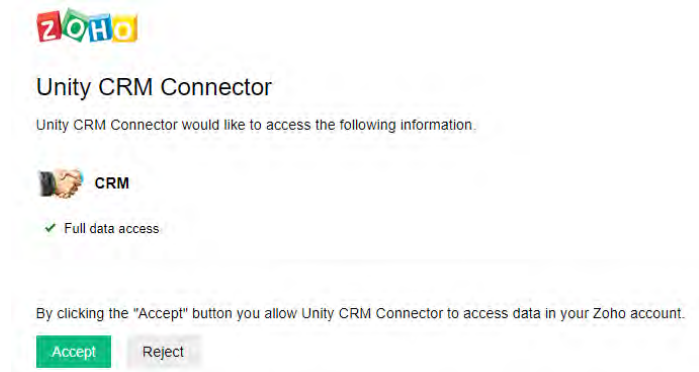 ZOHO
Unity CRM Connector
Unity CRM Connector would like to access the following information.
CRM
Full data access
By clicking the "Accept" button you allow Unity CRM Connector to access data in your Zoho account.
Accept Reject